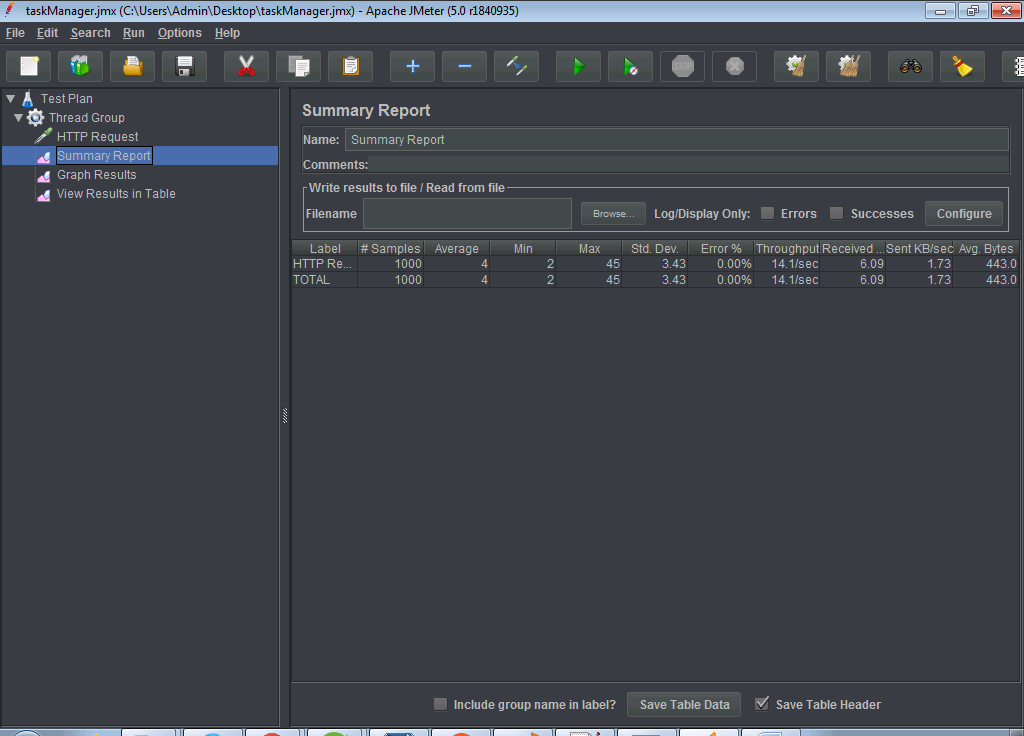 taskManager.jmx (C:\Users\Admin\Desktop\taskManager.jmx) - Apache JMeter (5.0 r1840935)
File Edit Search Run Options Help
Test Plan
Thread Group
HTTP Request
Summary Report
Graph Results
View Results in Table
Summary Report
Name: Summary Report
Comments:
Write results to file / Read from file
Filename Browse... Log/Display Only: Errors Successes Configure
Label # Samples Average Min Max Std. Dev. Error % Throughput Received ... Sent KB/sec Avg. Bytes
HTTP Re... 1000 4 2 45 3.43 0.00% 14.1/sec 6.09 1.73 443.0
TOTAL 1000 4 2 45 3.43 0.00% 14.1/sec 6.09 1.73 443.0
Include group name in label? Save Table Data Save Table Header